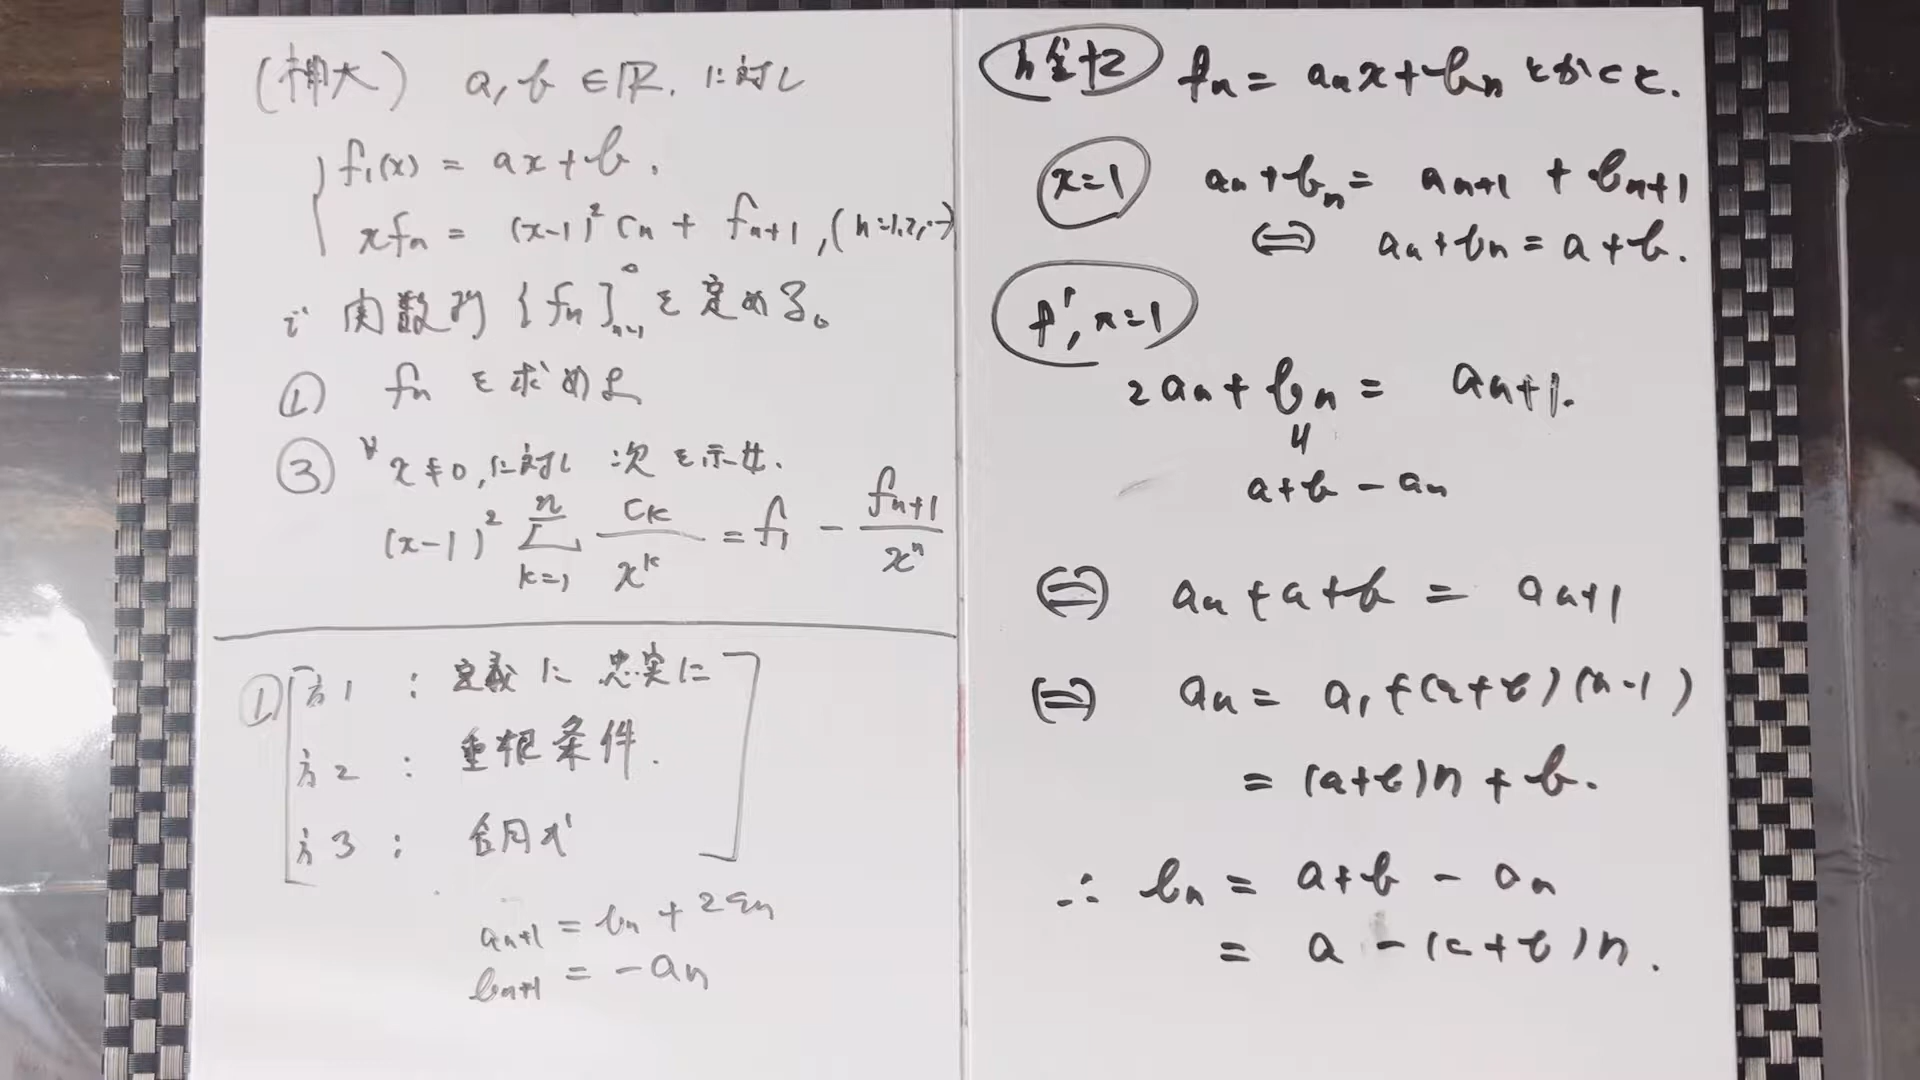 (神大) a, b ∈ ℝ, に対し
f₁(x) = ax + b.
xfₙ = (x-1)²Cₙ + fₙ₊₁, (n=1,2,…)
で 関数列 {fₙ}ₙ₌₁^∞ を定める。
① fₙ を求めよ
③ ∀x≠0, に対し 次を示せ.
(x-1)² Σₖ₌₁ⁿ Cₖ/xᵏ = f₁ - fₙ₊₁/xⁿ
① 方1 : 定義に 忠実に
方2 : 重根条件.
方3 : 合同式
aₙ₊₁ = bₙ + 2aₙ
bₙ₊₁ = -aₙ
方針2 fₙ = aₙx + bₙ とかくと.
x=1 aₙ + bₙ = aₙ₊₁ + bₙ₊₁
⇔ aₙ + bₙ = a + b.
f', x=1
2aₙ + bₙ = aₙ₊₁.
a+b - aₙ
⇔ aₙ + a + b = aₙ₊₁
⇔ aₙ = a₁ + (a+b)(n-1)
= (a+b)n + b.
∴ bₙ = a+b - aₙ
= a - (a+b)n.